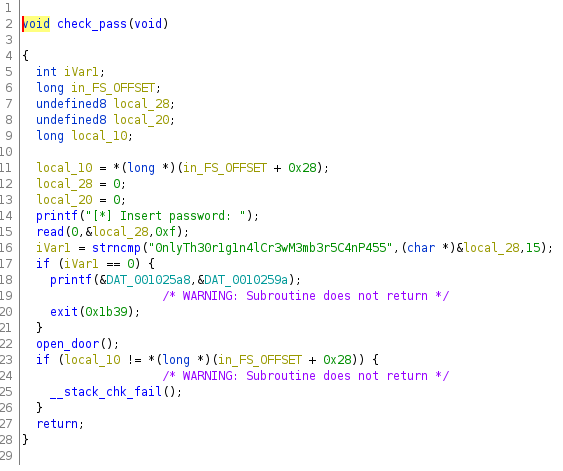 1
2 void check_pass(void)
3
4 {
5 int iVar1;
6 long in_FS_OFFSET;
7 undefined8 local_28;
8 undefined8 local_20;
9 long local_10;
10
11 local_10 = *(long *)(in_FS_OFFSET + 0x28);
12 local_28 = 0;
13 local_20 = 0;
14 printf("[*] Insert password: ");
15 read(0,&local_28,0xf);
16 iVar1 = strncmp("0nlyTh30r1g1n4lCr3wM3mb3r5C4nP455",(char *)&local_28,15);
17 if (iVar1 == 0) {
18 printf(&DAT_001025a8,&DAT_0010259a);
19 /* WARNING: Subroutine does not return */
20 exit(0x1b39);
21 }
22 open_door();
23 if (local_10 != *(long *)(in_FS_OFFSET + 0x28)) {
24 /* WARNING: Subroutine does not return */
25 __stack_chk_fail();
26 }
27 return;
28 }
29